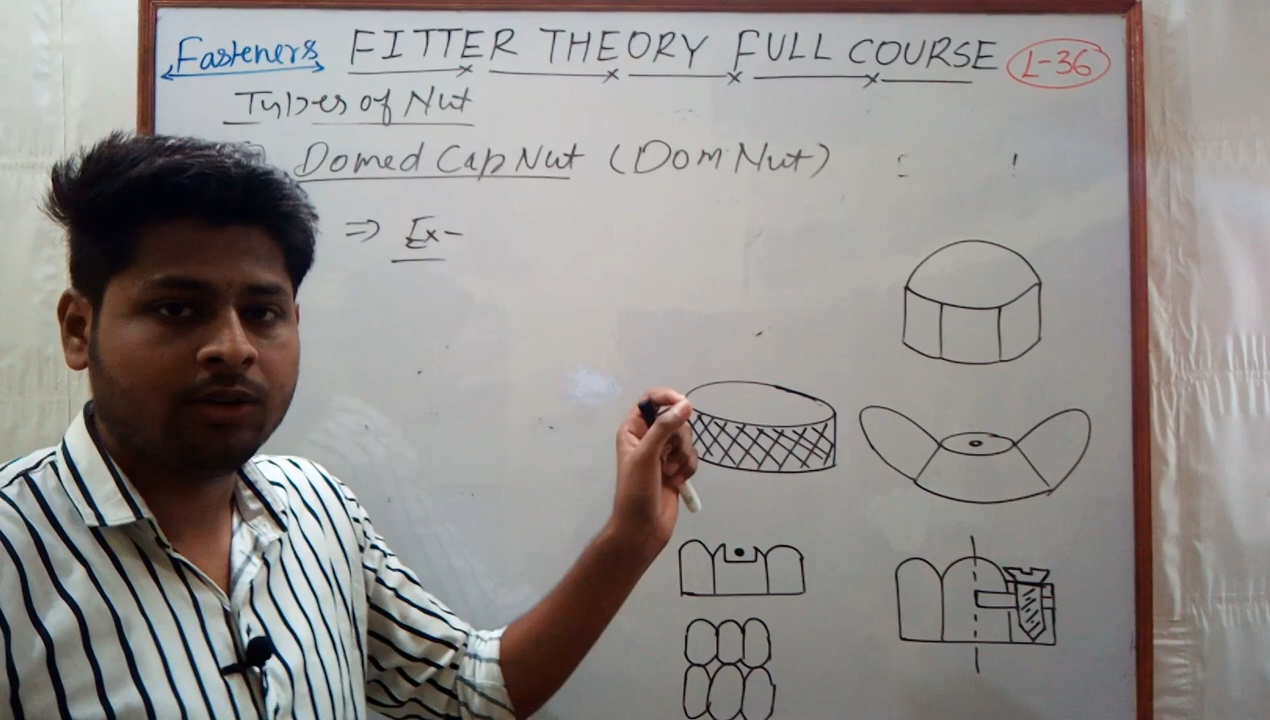 Fasteners FITTER THEORY FULL COURSE L-36
Types of Nut
Domed Cap Nut (Dom Nut)
⇒ Ex-